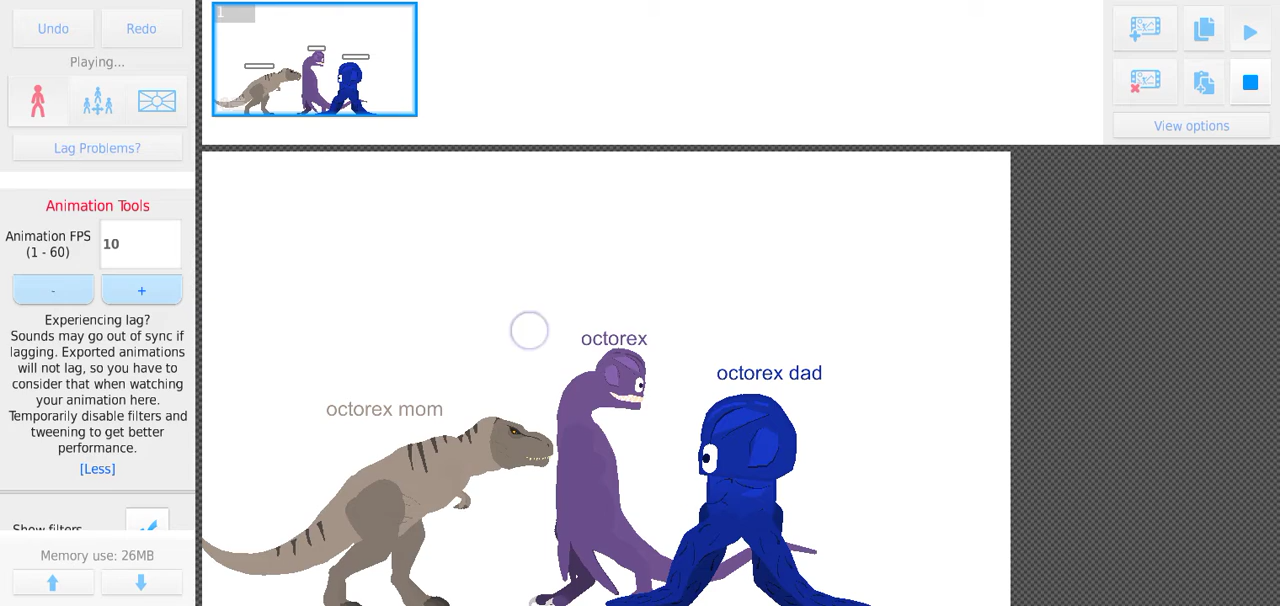 Undo
Redo
Playing...
Lag Problems?
1
View options
Animation Tools
Animation FPS
(1 - 60)
10
-
+
Experiencing lag?
Sounds may go out of sync if
lagging. Exported animations
will not lag, so you have to
consider that when watching
your animation here.
Temporarily disable filters and
tweening to get better
performance.
[Less]
Show filters
Memory use: 26MB
octorex
octorex dad
octorex mom